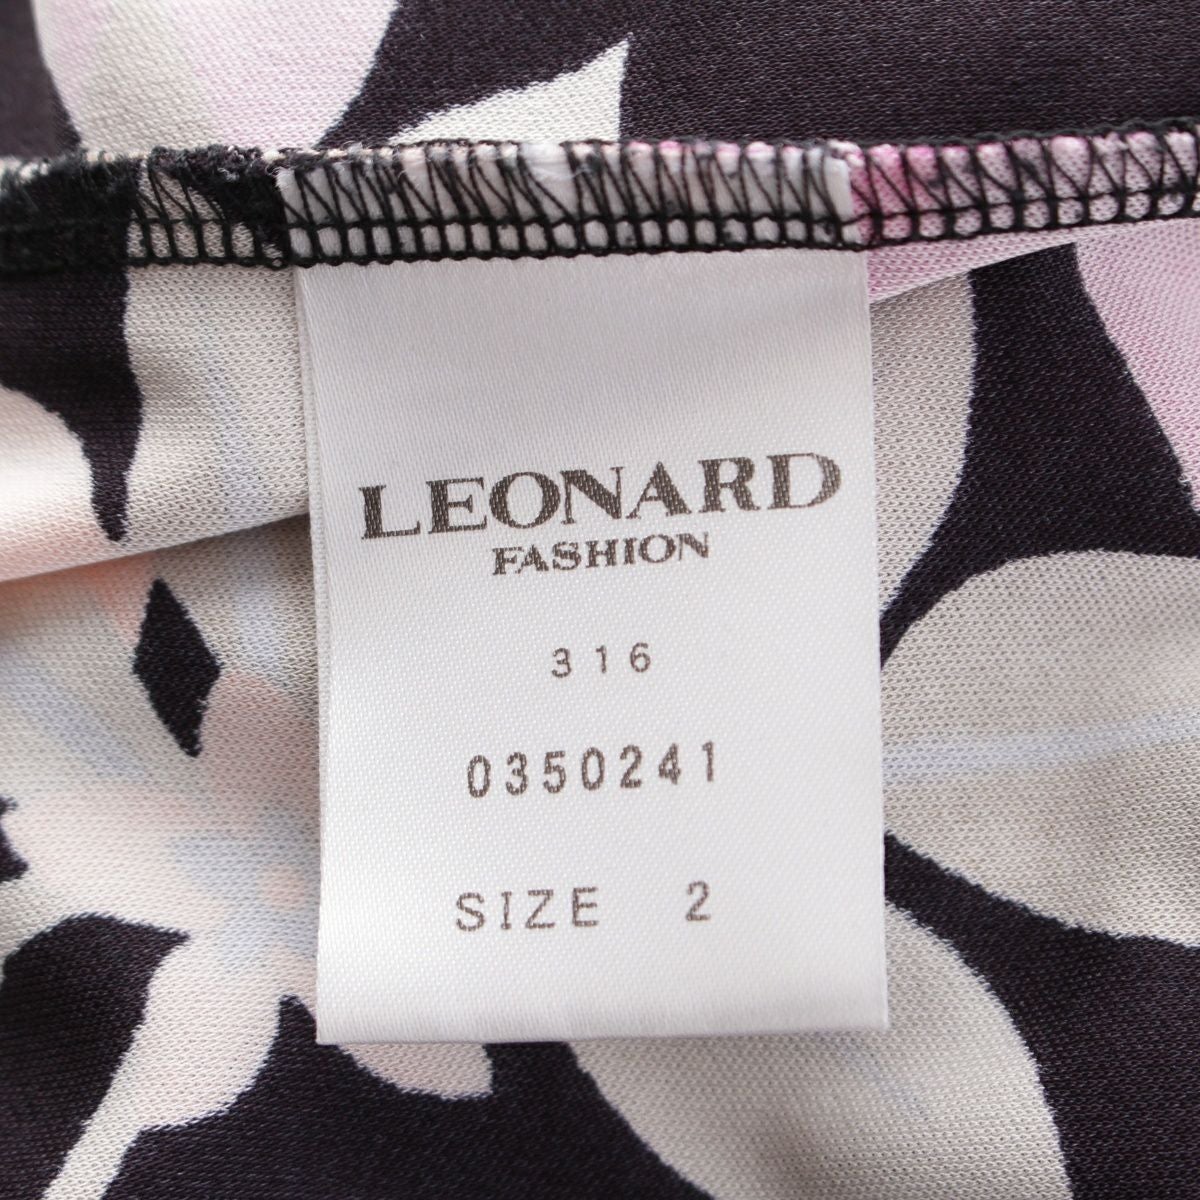 LEONARD
FASHION
316
0350241
SIZE 2